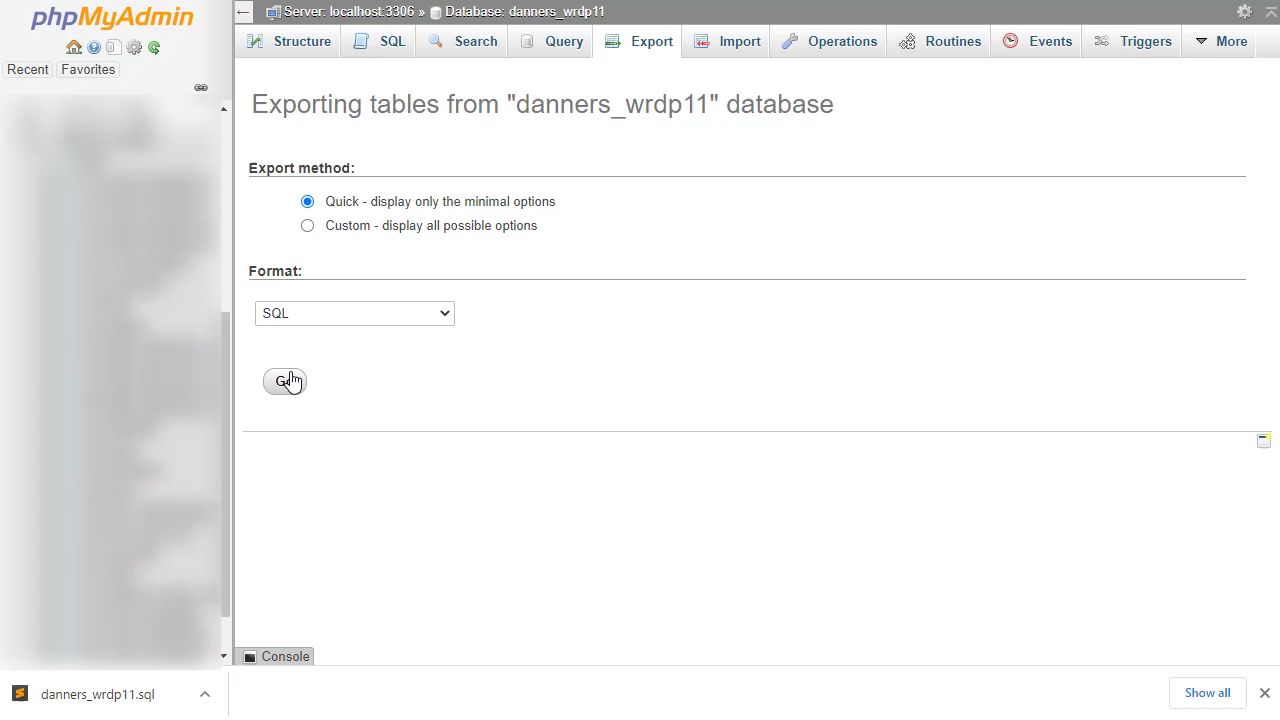 phpMyAdmin
Recent Favorites
Server: localhost:3306 » Database: danners_wrdp11
Structure SQL Search Query Export Import Operations Routines Events Triggers More
Exporting tables from "danners_wrdp11" database
Export method:
Quick - display only the minimal options
Custom - display all possible options
Format:
SQL
Console
danners_wrdp11.sql
Show all